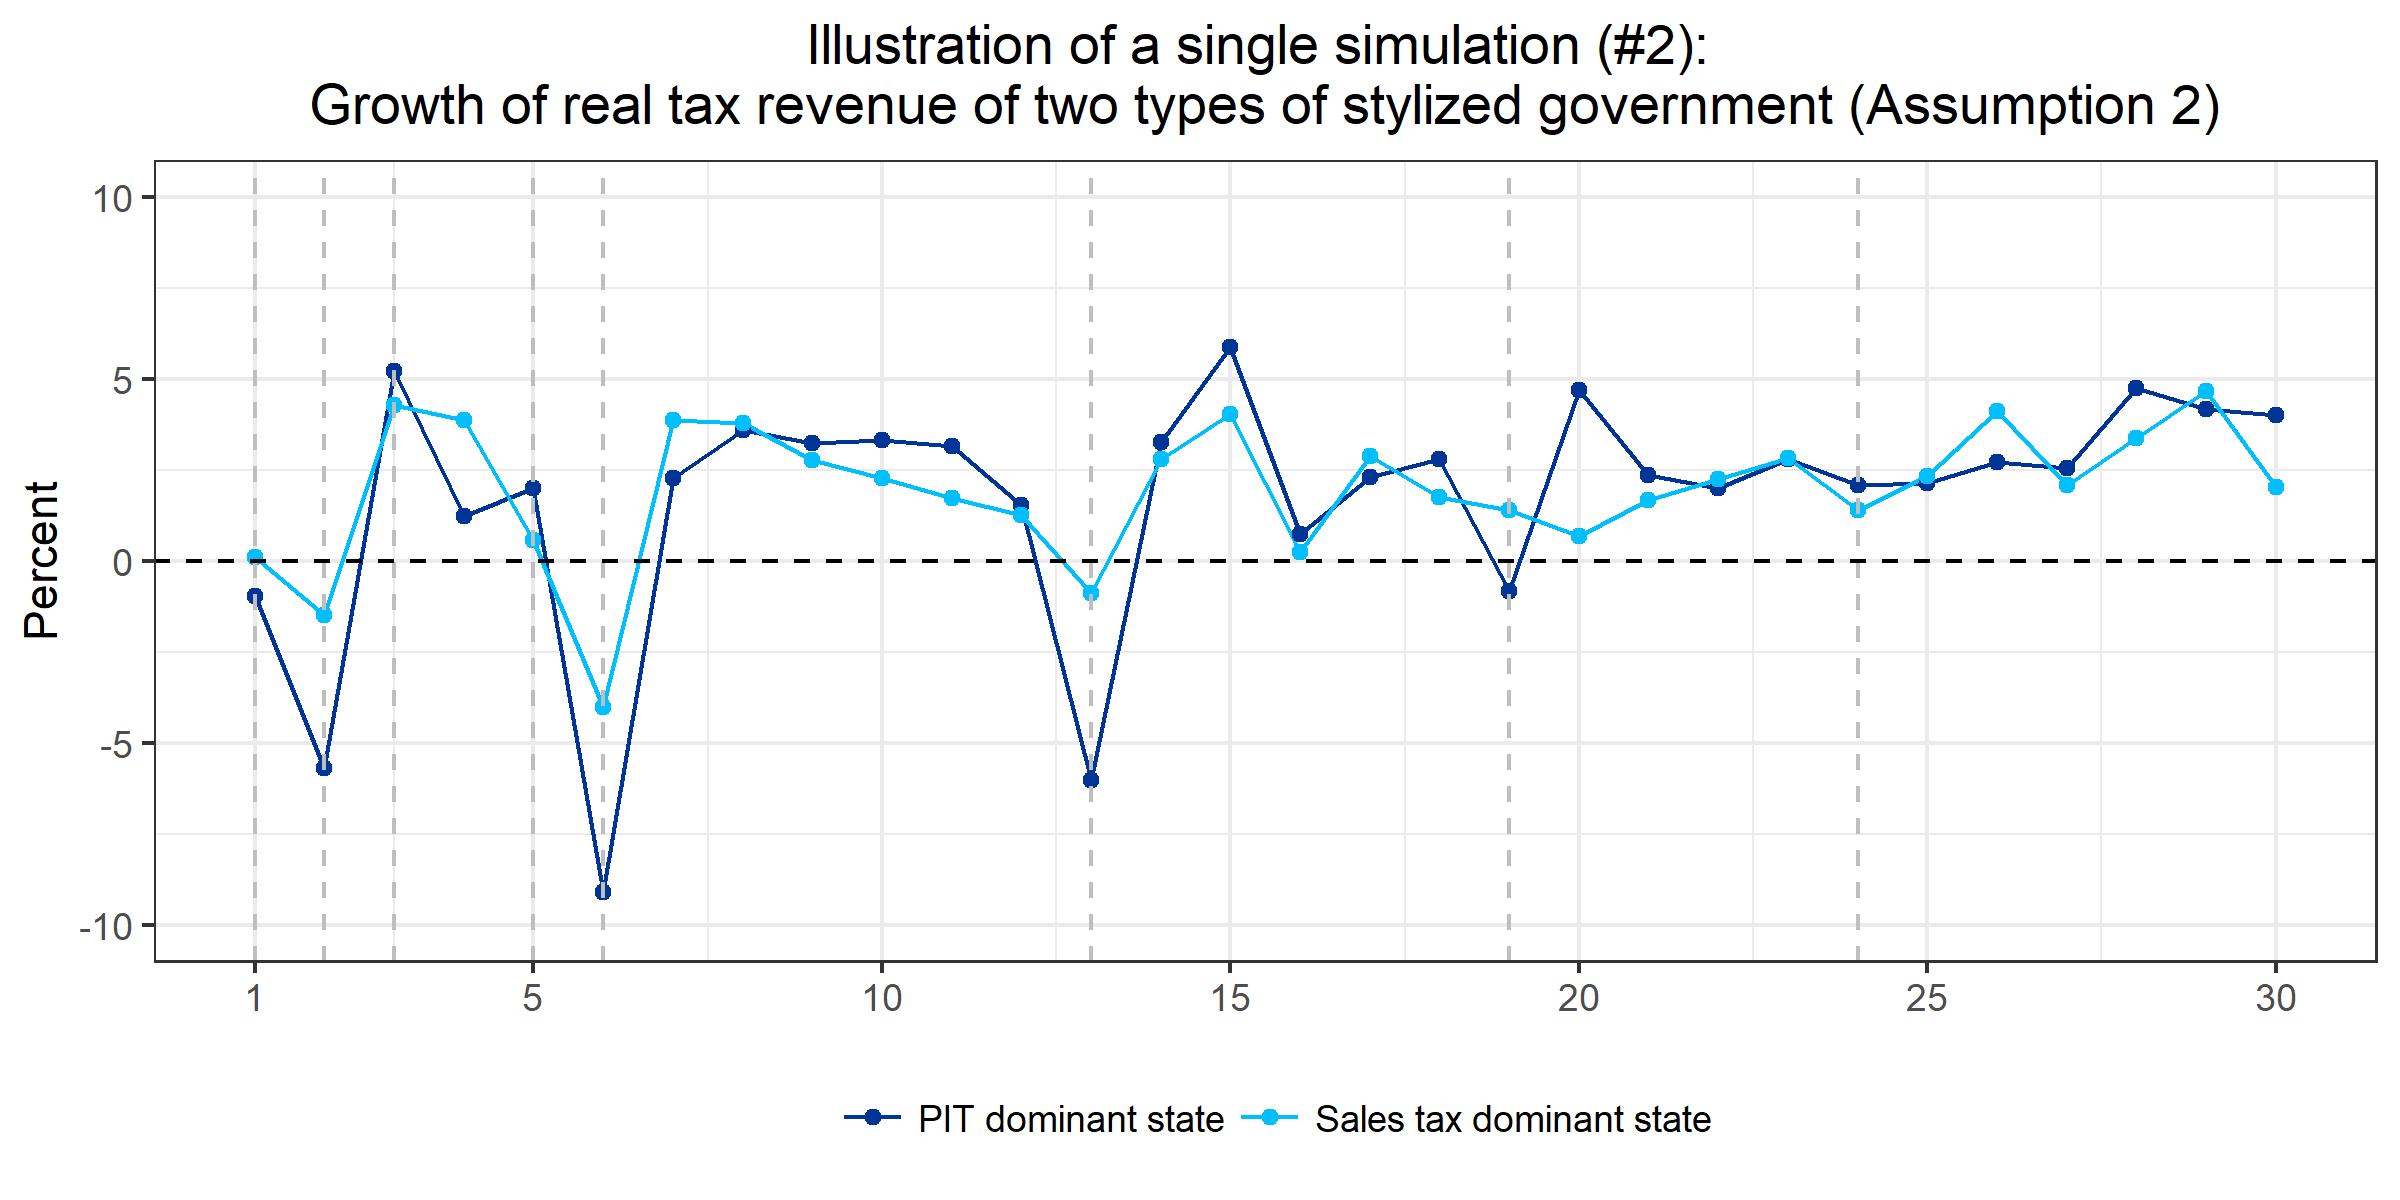 Illustration of a single simulation (#2):
Growth of real tax revenue of two types of stylized government (Assumption 2)
Percent
10
5
0
-5
-10
1 5 10 15 20 25 30
PIT dominant state Sales tax dominant state